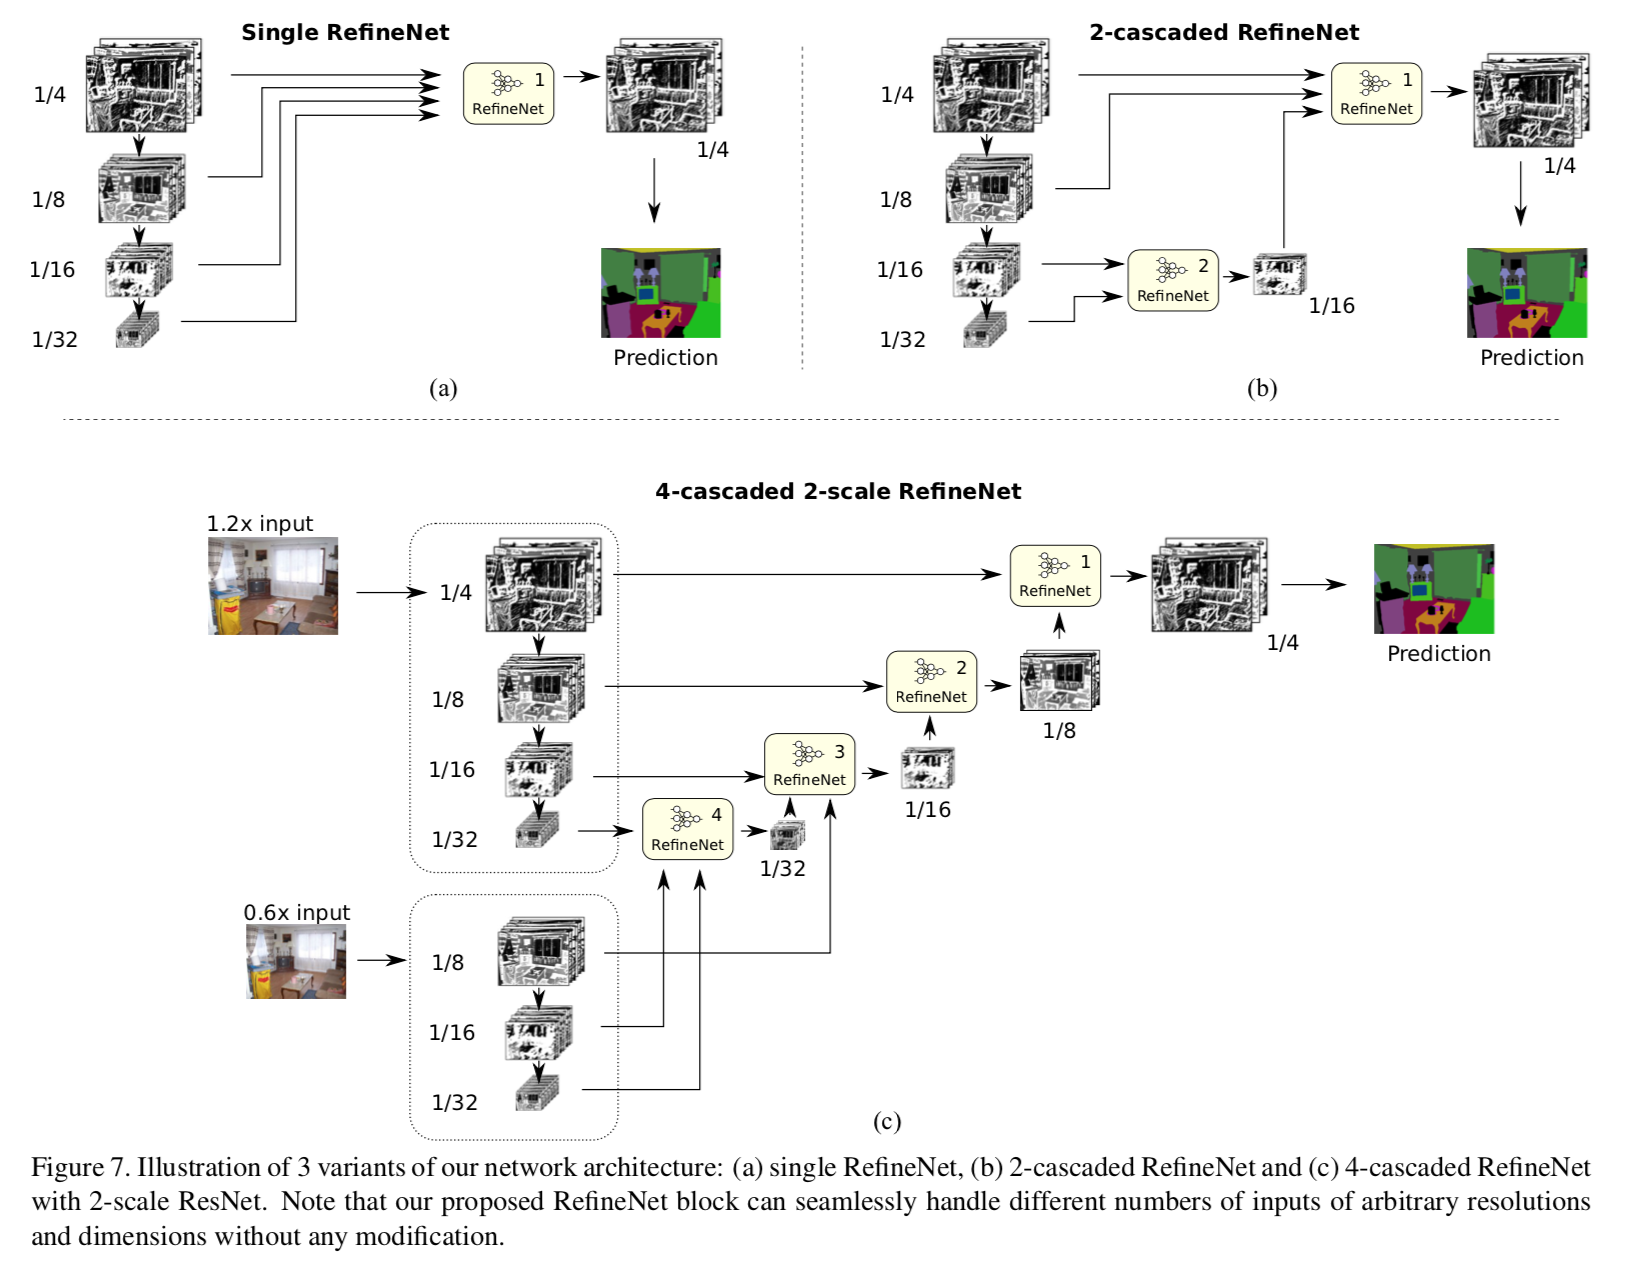 Single RefineNet
1/4
1/8
1/16
1/32
1
RefineNet
1/4
Prediction
(a)
2-cascaded RefineNet
1/4
1/8
1/16
1/32
2
RefineNet
1/16
1
RefineNet
1/4
Prediction
(b)
4-cascaded 2-scale RefineNet
1.2x input
1/4
1/8
1/16
1/32
0.6x input
1/8
1/16
1/32
4
RefineNet
1/32
3
RefineNet
1/16
2
RefineNet
1/8
1
RefineNet
1/4
Prediction
(c)
Figure 7. Illustration of 3 variants of our network architecture: (a) single RefineNet, (b) 2-cascaded RefineNet and (c) 4-cascaded RefineNet
with 2-scale ResNet. Note that our proposed RefineNet block can seamlessly handle different numbers of inputs of arbitrary resolutions
and dimensions without any modification.